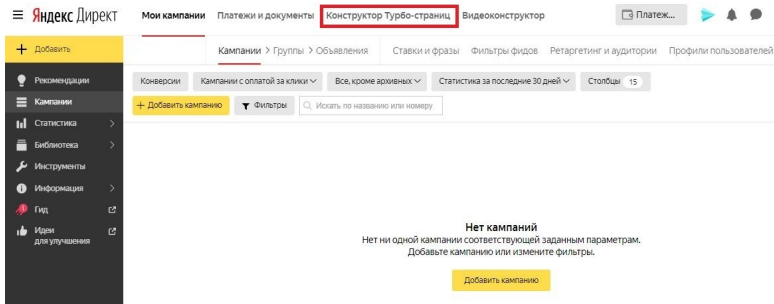 Яндекс Директ
Мои кампании Платежи и документы Конструктор Турбо-страниц Видеоконструктор Платеж...
+ Добавить
Кампании > Группы > Объявления Ставки и фразы Фильтры фидов Ретаргетинг и аудитории Профили пользователей
Рекомендации
Кампании
Статистика
Библиотека
Инструменты
Информация
Гид
Идеи
для улучшения
Конверсии Кампании с оплатой за клики Все, кроме архивных Статистика за последние 30 дней Столбцы 15
+ Добавить кампанию Фильтры Искать по названию или номеру
Нет кампаний
Нет ни одной кампании соответствующей заданным параметрам.
Добавьте кампанию или измените фильтры.
Добавить кампанию